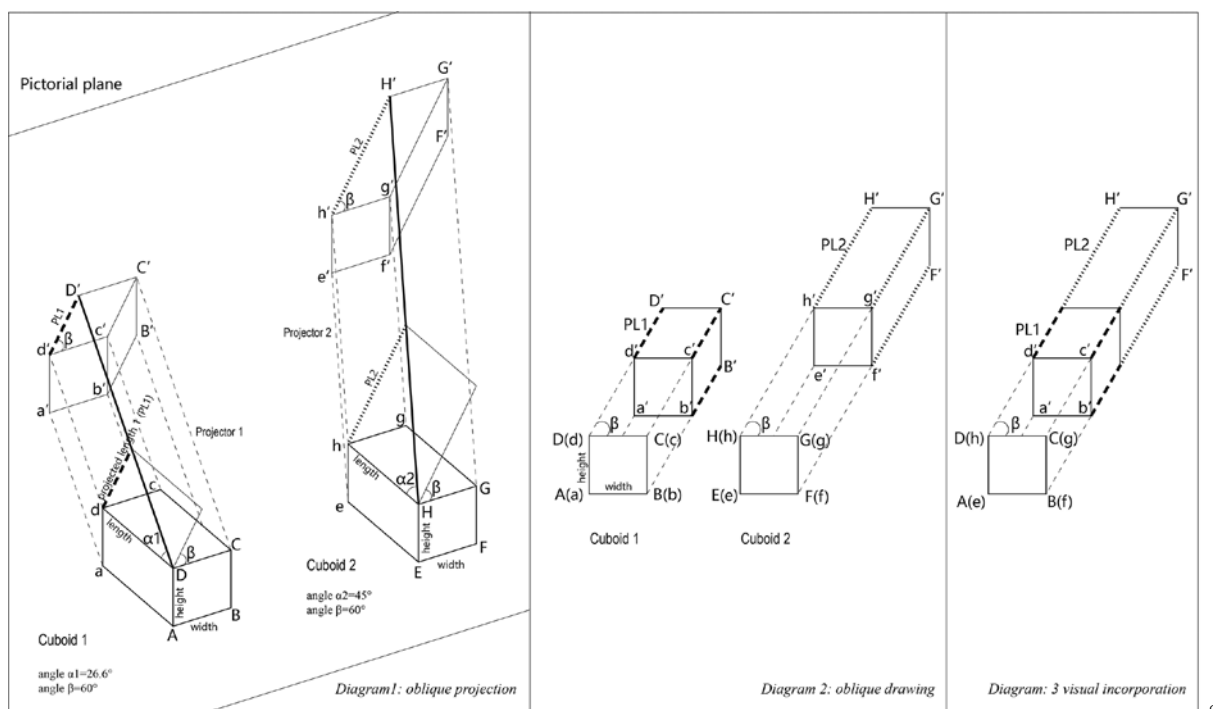 Pictorial plane
H'
G'
PL2
F'
β
g'
h'
f'
e'
C'
D'
PL1
β
c'
B'
d'
b'
a'
Projector 2
PL2
Projector 1
projected length 1 (PL1)
g
h
length
α2
β
G
e
H
height
F
E
width
c
d
length
α1
β
C
a
D
height
B
A
width
Cuboid 2
angle α2=45°
angle β=60°
Cuboid 1
angle α1=26.6°
angle β=60°
Diagram1: oblique projection
H'
G'
PL2
F'
D'
C'
h'
g'
PL1
d'
c'
B'
e'
f'
a'
b'
D(d)
β
C(c)
H(h)
β
G(g)
height
width
A(a)
B(b)
E(e)
F(f)
Cuboid 1
Cuboid 2
Diagram 2: oblique drawing
H'
G'
PL2
F'
PL1
d'
c'
a'
b'
D(h)
β
C(g)
A(e)
B(f)
Diagram: 3 visual incorporation